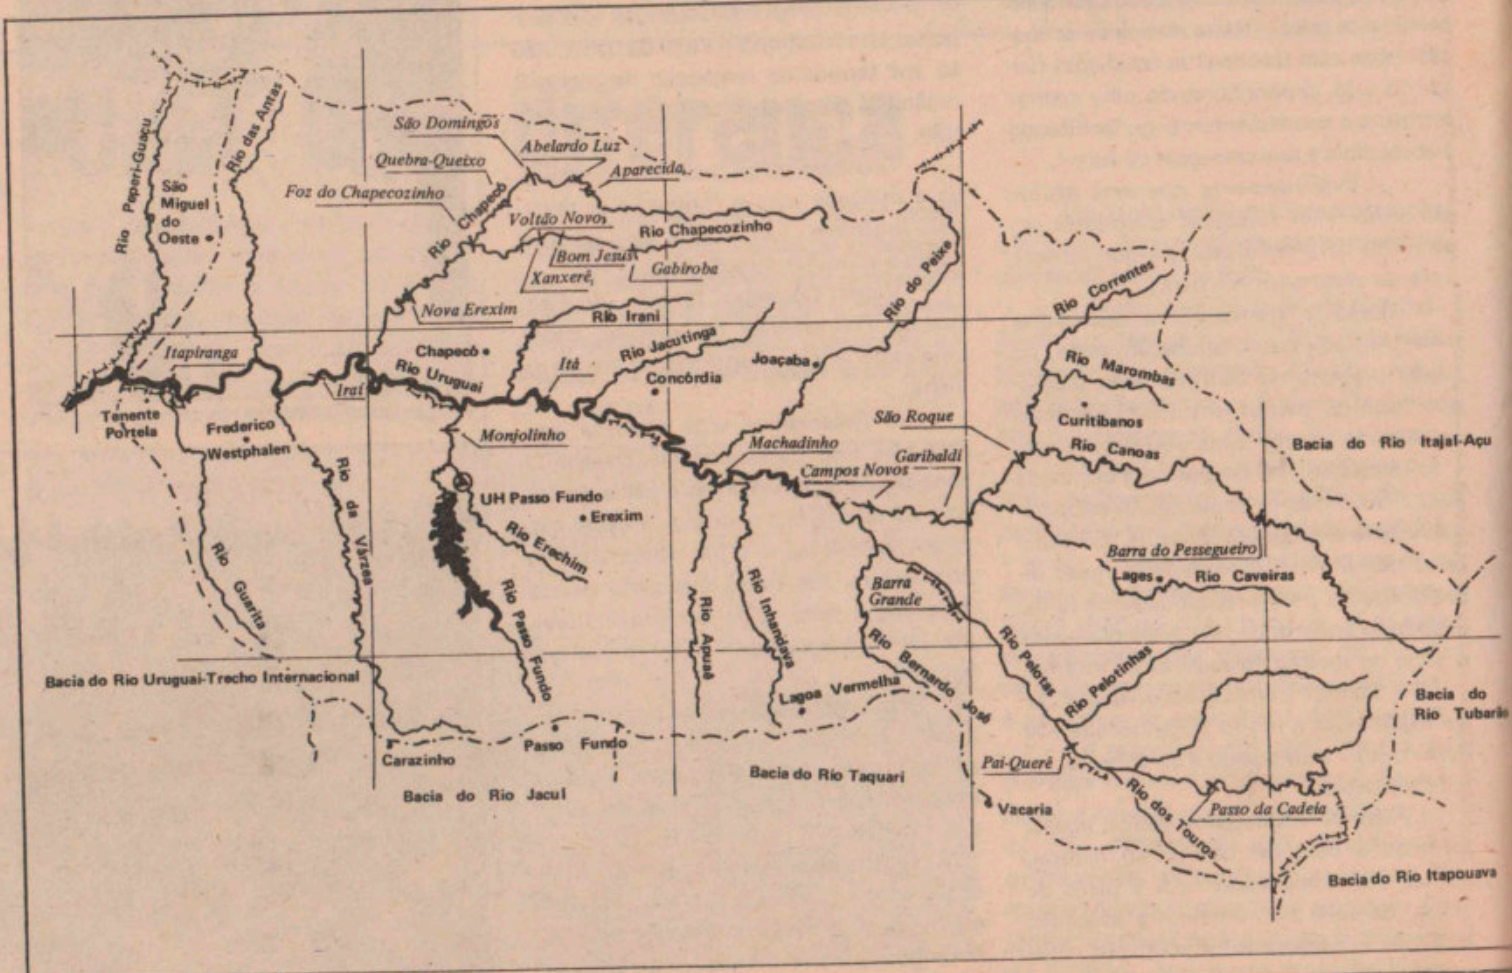 Rio Peperi-Guaçu
Rio das Antas
São
Miguel
do
Oeste
São Domingos
Abelardo Luz
Quebra-Queixo
Aparecida
Foz do Chapecozinho
Rio Chapecó
Voltão Novo
Rio Chapecozinho
Bom Jesus
Xanxerê
Gabiroba
Nova Erexim
Rio Irani
Rio do Peixe
Rio Correntes
Itapiranga
Chapecó
Rio Jacutinga
Joaçaba
Rio Marombas
Rio Uruguai
Itá
Concórdia
Iraí
Tenente
Portela
Frederico
Westphalen
Monjolinho
São Roque
Curitibanos
Machadinho
Garibaldi
Rio Canoas
Bacia do Rio Itajaí-Açu
Campos Novos
Rio da Várzea
UH Passo Fundo
Erexim
Rio Erechim
Barra do Pessegueiro
Lages
Rio Caveiras
Rio Guarita
Barra
Grande
Rio Passo Fundo
Rio Apuaê
Rio Inhandava
Rio Bernardo José
Rio Pelotas
Rio Pelotinhas
Bacia do Rio Uruguai-Trecho Internacional
Lagoa Vermelha
Bacia do
Rio Tubarão
Carazinho
Passo Fundo
Pai-Querê
Bacia do Rio Jacuí
Bacia do Rio Taquari
Vacaria
Rio dos Touros
Passo da Cadeia
Bacia do Rio Itapouava